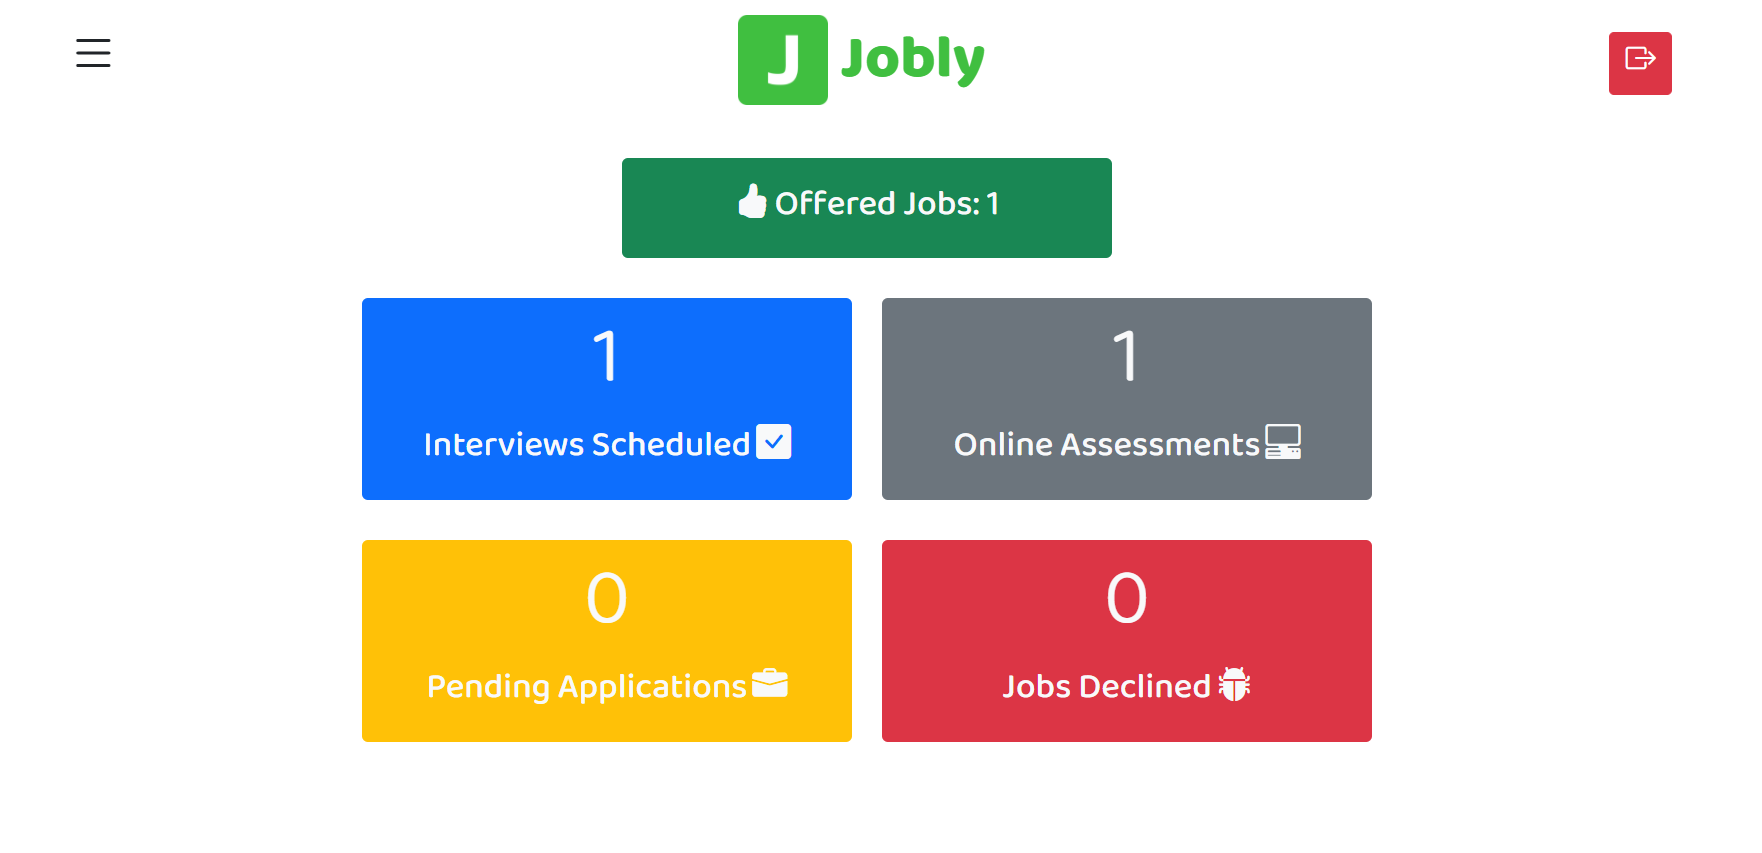 J Jobly
Offered Jobs: 1
1
Interviews Scheduled
1
Online Assessments
0
Pending Applications
0
Jobs Declined